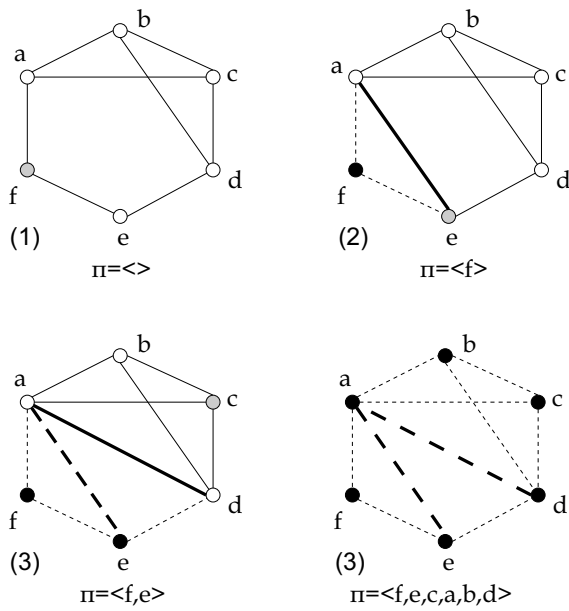 b
a
c
f
d
(1)
e
π=<>
b
a
c
f
d
(2)
e
π=<f>
b
a
c
f
d
(3)
e
π=<f,e>
b
a
c
f
d
(3)
e
π=<f,e,c,a,b,d>